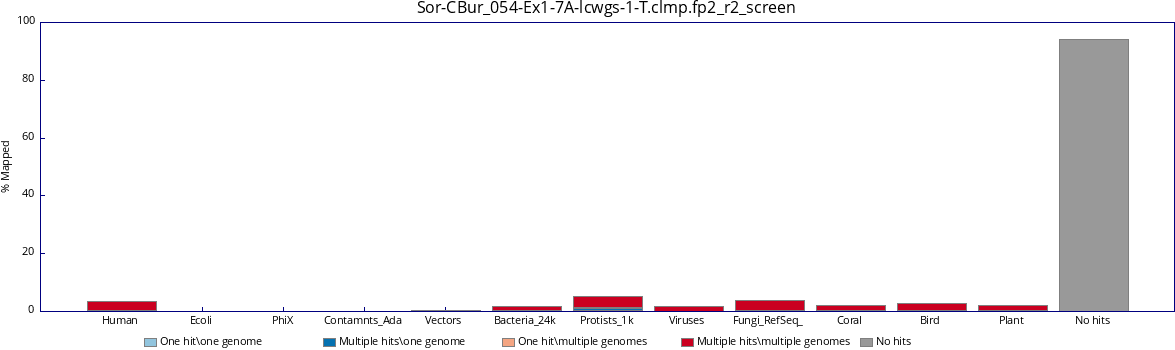 Sor-CBur_054-Ex1-7A-lcwgs-1-T.clmp.fp2_r2_screen
100
80
60
40
20
0
% Mapped
Human Ecoli PhiX Contamnts_Ada Vectors Bacteria_24k Protists_1k Viruses Fungi_RefSeq_ Coral Bird Plant No hits
One hit\one genome Multiple hits\one genome One hit\multiple genomes Multiple hits\multiple genomes No hits